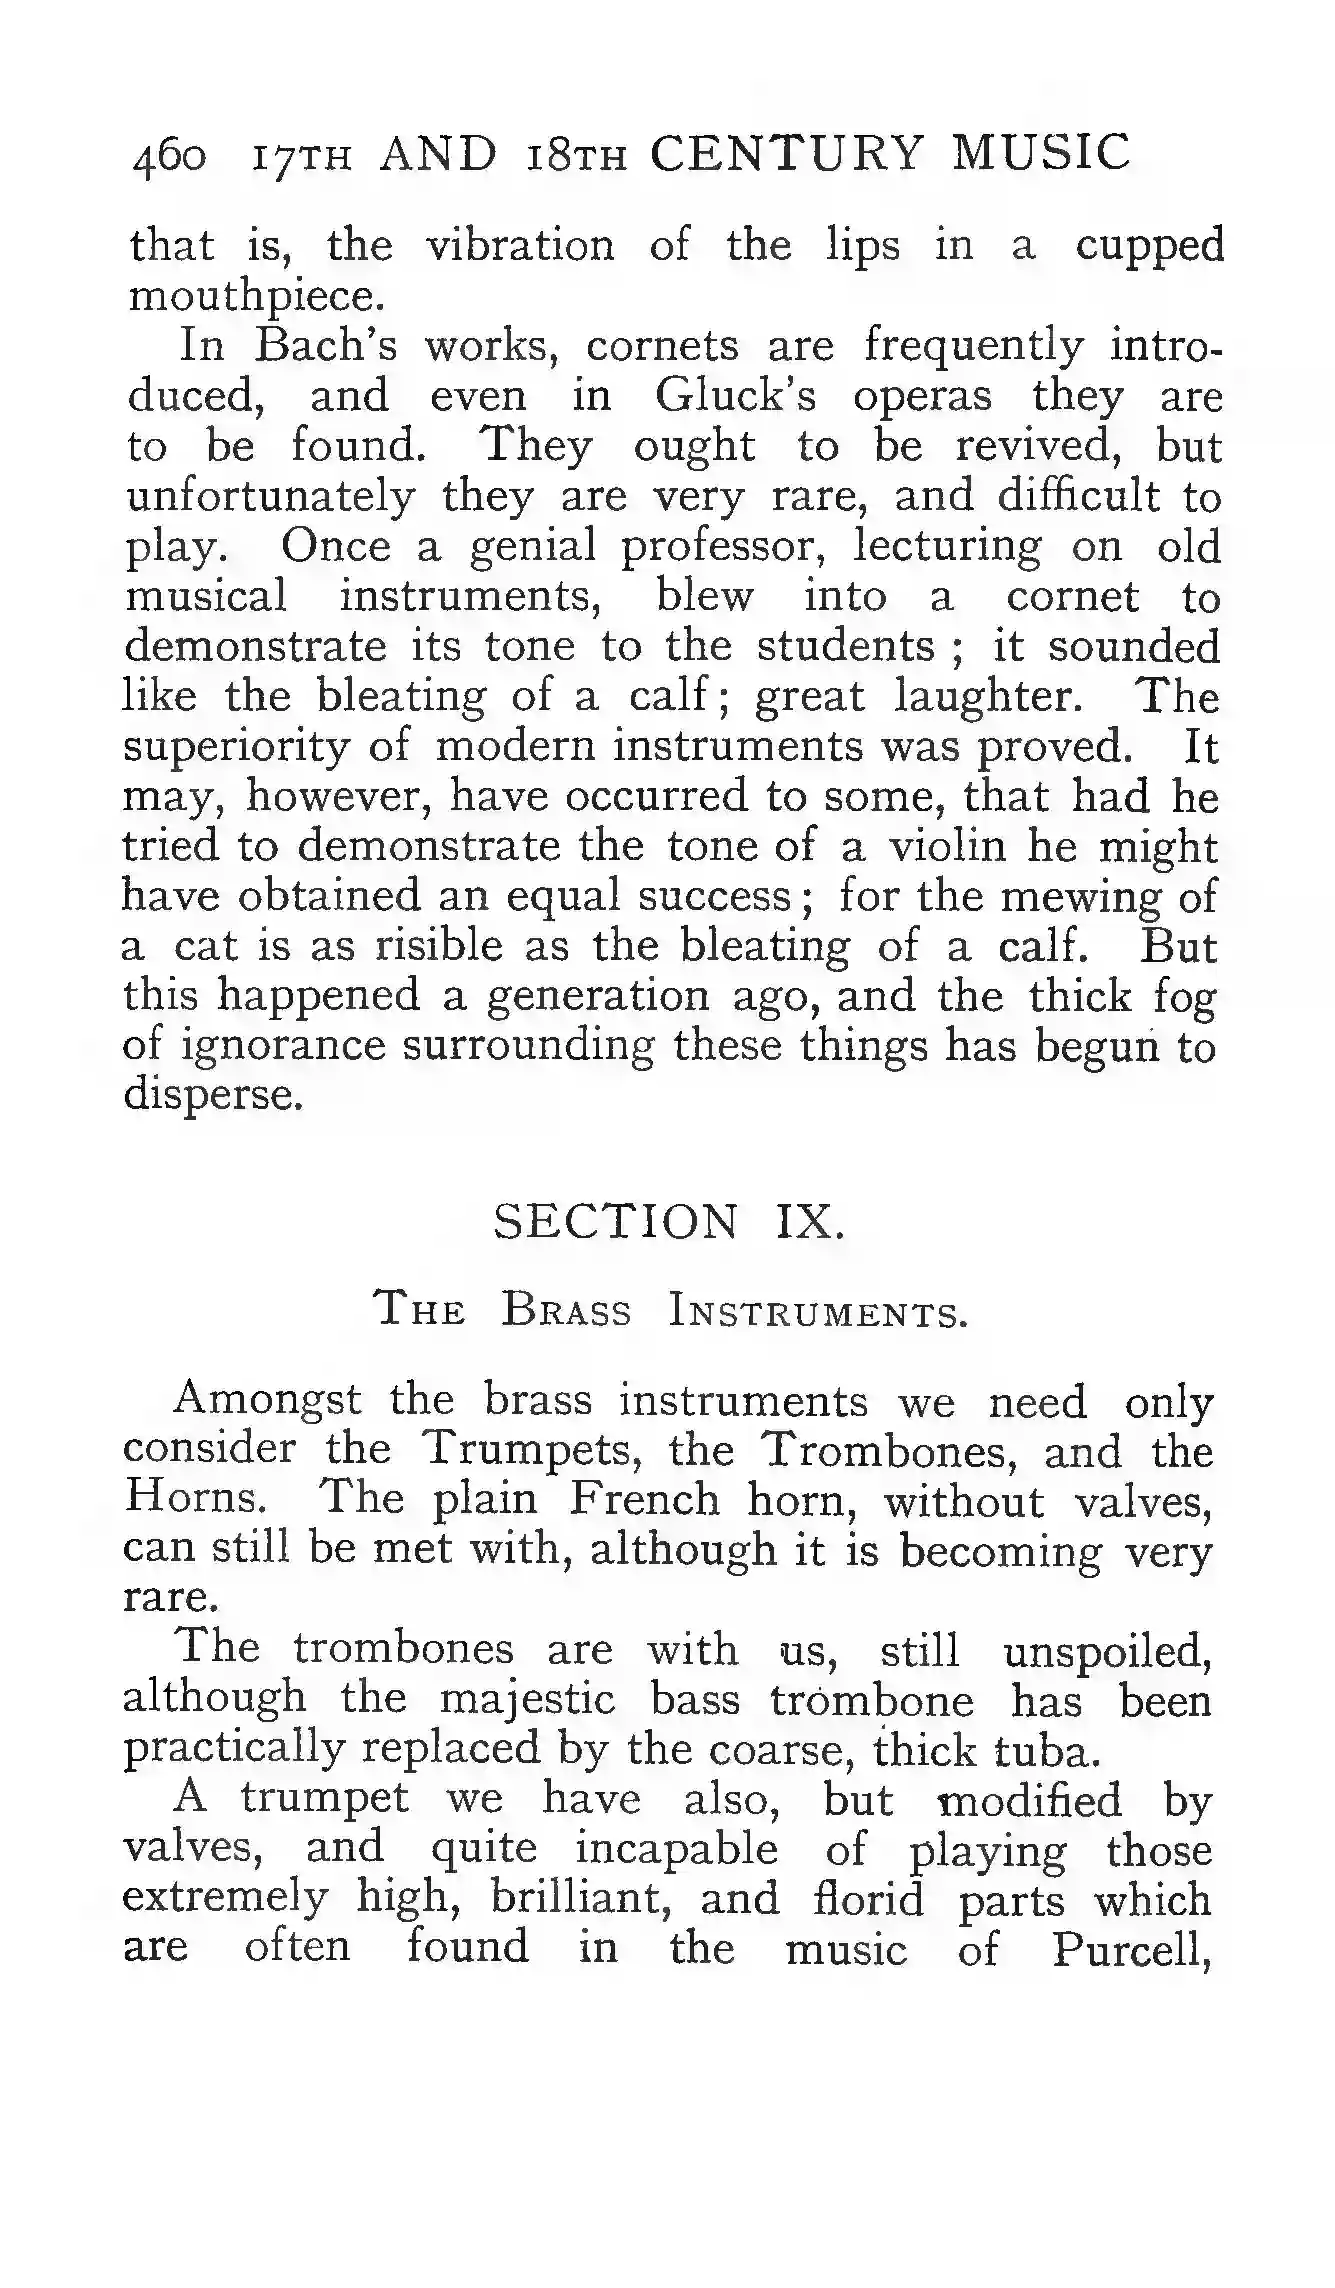 460 17TH AND 18TH CENTURY MUSIC
that is, the vibration of the lips in a cupped
mouthpiece.
In Bach's works, cornets are frequently intro-
duced, and even in Gluck's operas they are
to be found. They ought to be revived, but
unfortunately they are very rare, and difficult to
play. Once a genial professor, lecturing on old
musical instruments, blew into a cornet to
demonstrate its tone to the students ; it sounded
like the bleating of a calf ; great laughter. The
superiority of modern instruments was proved. It
may, however, have occurred to some, that had he
tried to demonstrate the tone of a violin he might
have obtained an equal success ; for the mewing of
a cat is as risible as the bleating of a calf. But
this happened a generation ago, and the thick fog
of ignorance surrounding these things has begun to
disperse.
SECTION IX.
THE BRASS INSTRUMENTS.
Amongst the brass instruments we need only
consider the Trumpets, the Trombones, and the
Horns. The plain French horn, without valves,
can still be met with, although it is becoming very
rare.
The trombones are with us, still unspoiled,
although the majestic bass trombone has been
practically replaced by the coarse, thick tuba.
A trumpet we have also, but modified by
valves, and quite incapable of playing those
extremely high, brilliant, and florid parts which
are often found in the music of Purcell,